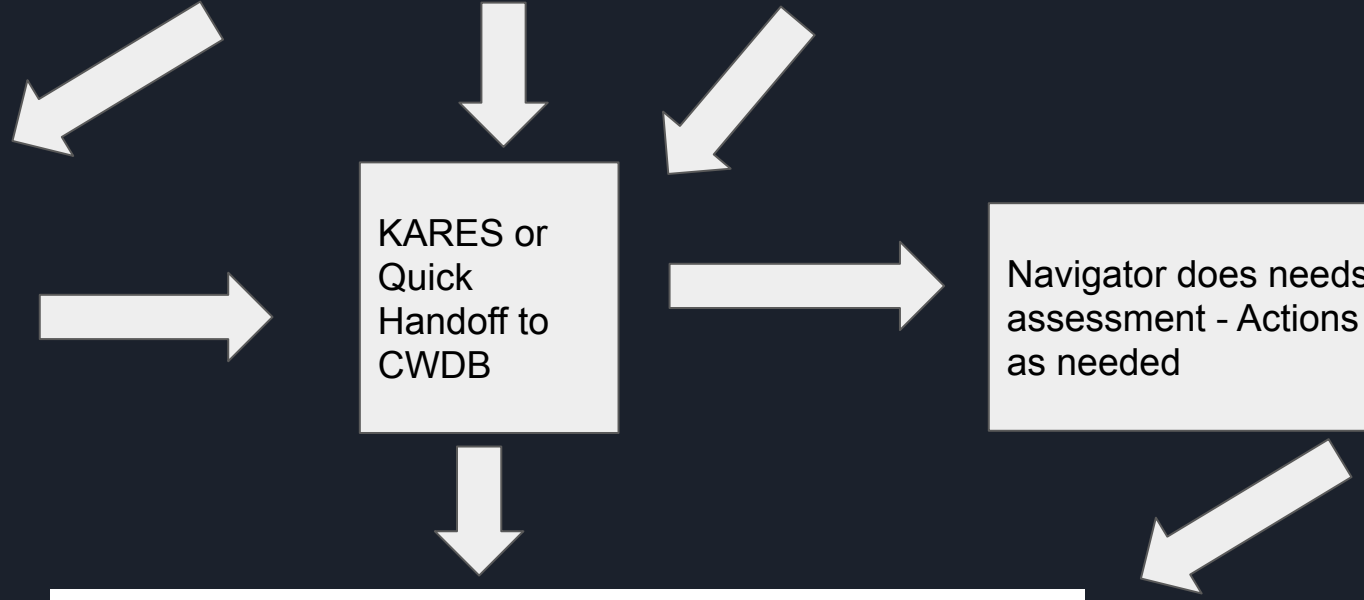 KARES or
Quick
Handoff to
CWDB
Navigator does needs
assessment - Actions
as needed